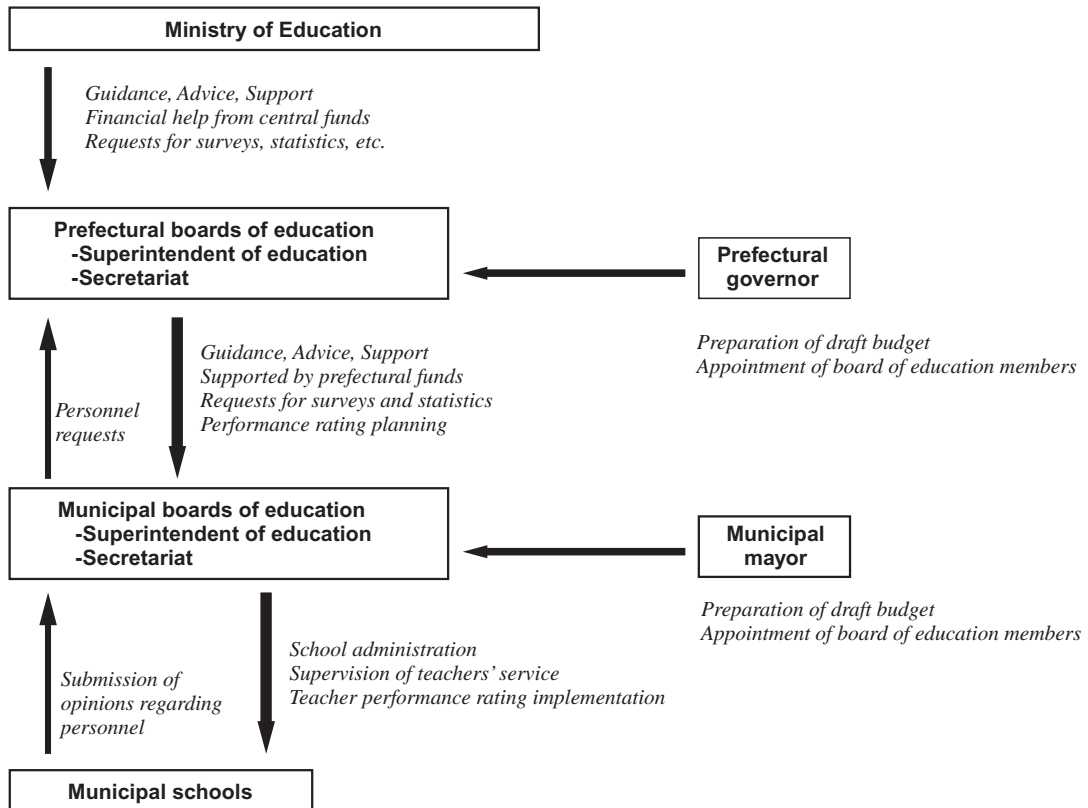 Ministry of Education
Guidance, Advice, Support
Financial help from central funds
Requests for surveys, statistics, etc.
Prefectural boards of education
-Superintendent of education
-Secretariat
Prefectural
governor
Preparation of draft budget
Appointment of board of education members
Guidance, Advice, Support
Supported by prefectural funds
Requests for surveys and statistics
Performance rating planning
Personnel
requests
Municipal boards of education
-Superintendent of education
-Secretariat
Municipal
mayor
Preparation of draft budget
Appointment of board of education members
School administration
Supervision of teachers’ service
Teacher performance rating implementation
Submission of
opinions regarding
personnel
Municipal schools